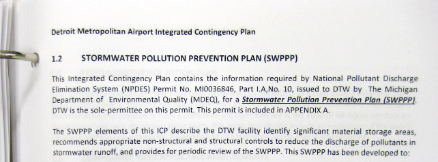 Detroit Metropolitan Airport Integrated Contingency Plan
1.2 STORMWATER POLLUTION PREVENTION PLAN (SWPPP)
This Integrated Contingency Plan contains the information required by National Pollutant Discharge
Elimination System (NPDES) Permit No. MI0036846, Part I.A,No. 10, issued to DTW by The Michigan
Department of Environmental Quality (MDEQ), for a Stormwater Pollution Prevention Plan (SWPPP).
DTW is the sole-permittee on this permit. This permit is included in APPENDIX A.
The SWPPP elements of this ICP describe the DTW facility identify significant material storage areas,
recommends appropriate non-structural and structural controls to reduce the discharge of pollutants in
stormwater runoff, and provides for periodic review of the SWPPP. This SWPPP has been developed to: